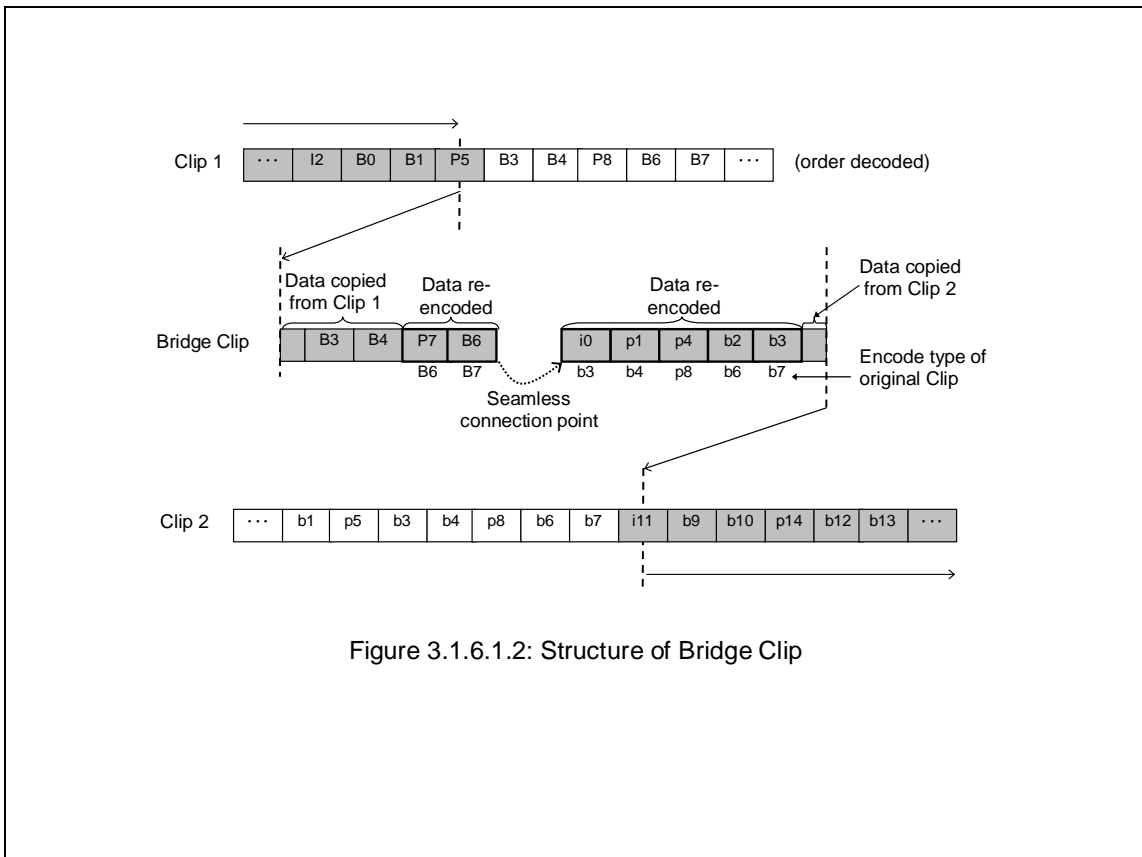 Clip 1 ··· I2 B0 B1 P5 B3 B4 P8 B6 B7 ··· (order decoded)
Data copied
from Clip 1
Data re-
encoded
Data re-
encoded
Data copied
from Clip 2
Bridge Clip B3 B4 P7 B6 i0 p1 p4 b2 b3
B6 B7 b3 b4 p8 b6 b7
Encode type of
original Clip
Seamless
connection point
Clip 2 ··· b1 p5 b3 b4 p8 b6 b7 i11 b9 b10 p14 b12 b13 ···
Figure 3.1.6.1.2: Structure of Bridge Clip